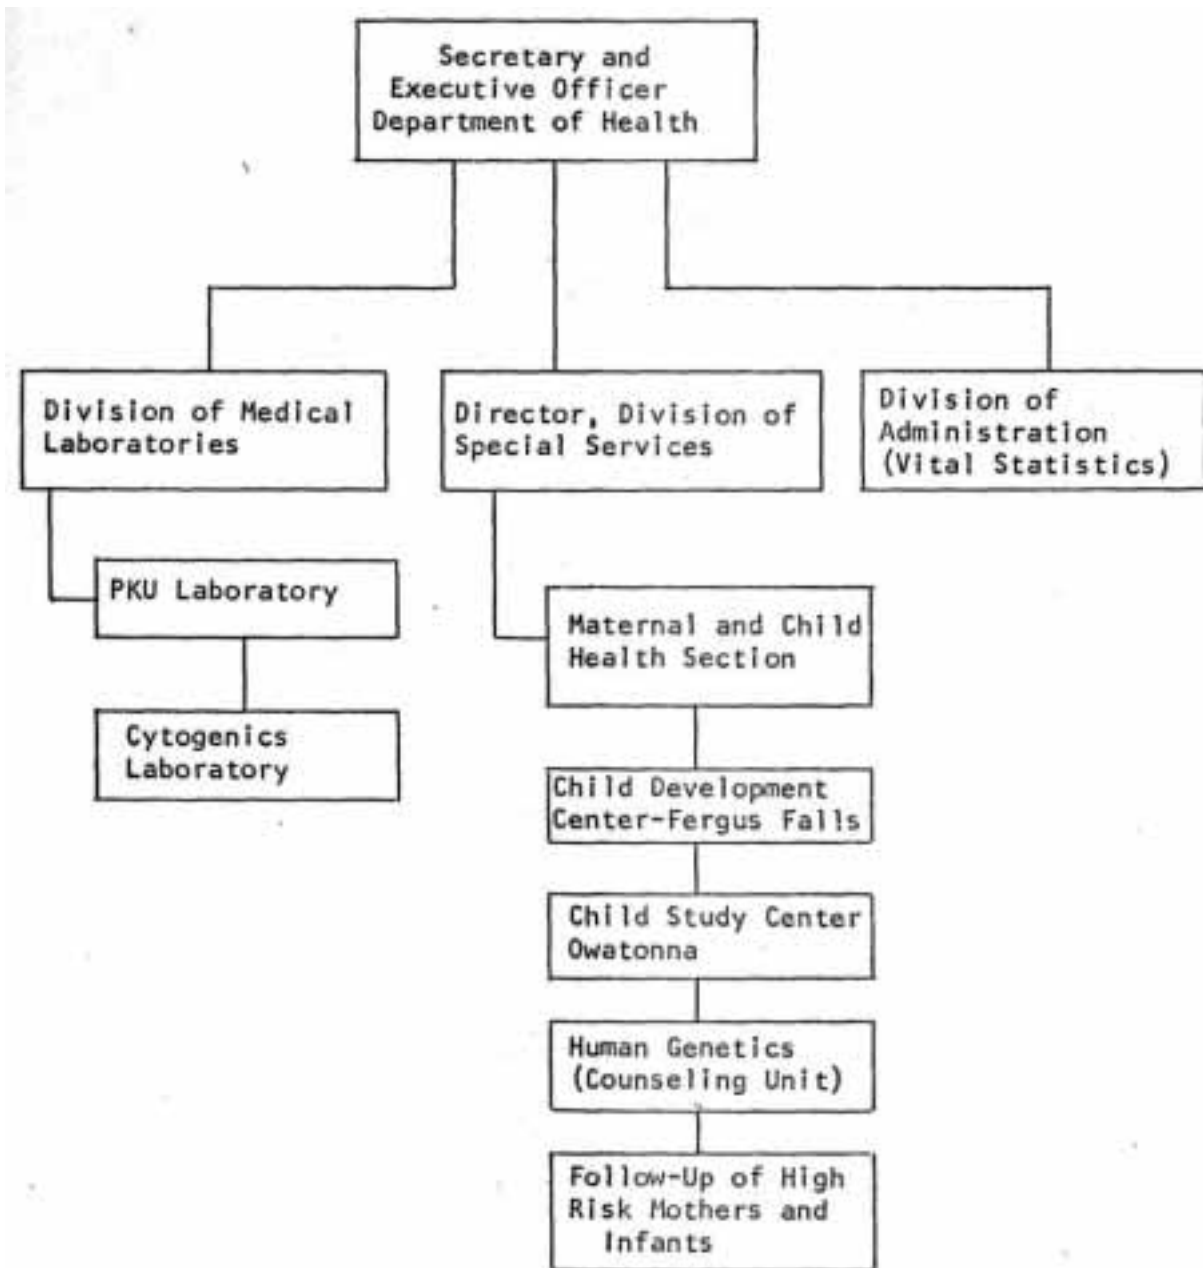 Secretary and
Executive Officer
Department of Health
Division of Medical
Laboratories
Director, Division of
Special Services
Division of
Administration
(Vital Statistics)
PKU Laboratory
Maternal and Child
Health Section
Cytogenics
Laboratory
Child Development
Center-Fergus Falls
Child Study Center
Owatonna
Human Genetics
(Counseling Unit)
Follow-Up of High
Risk Mothers and
Infants